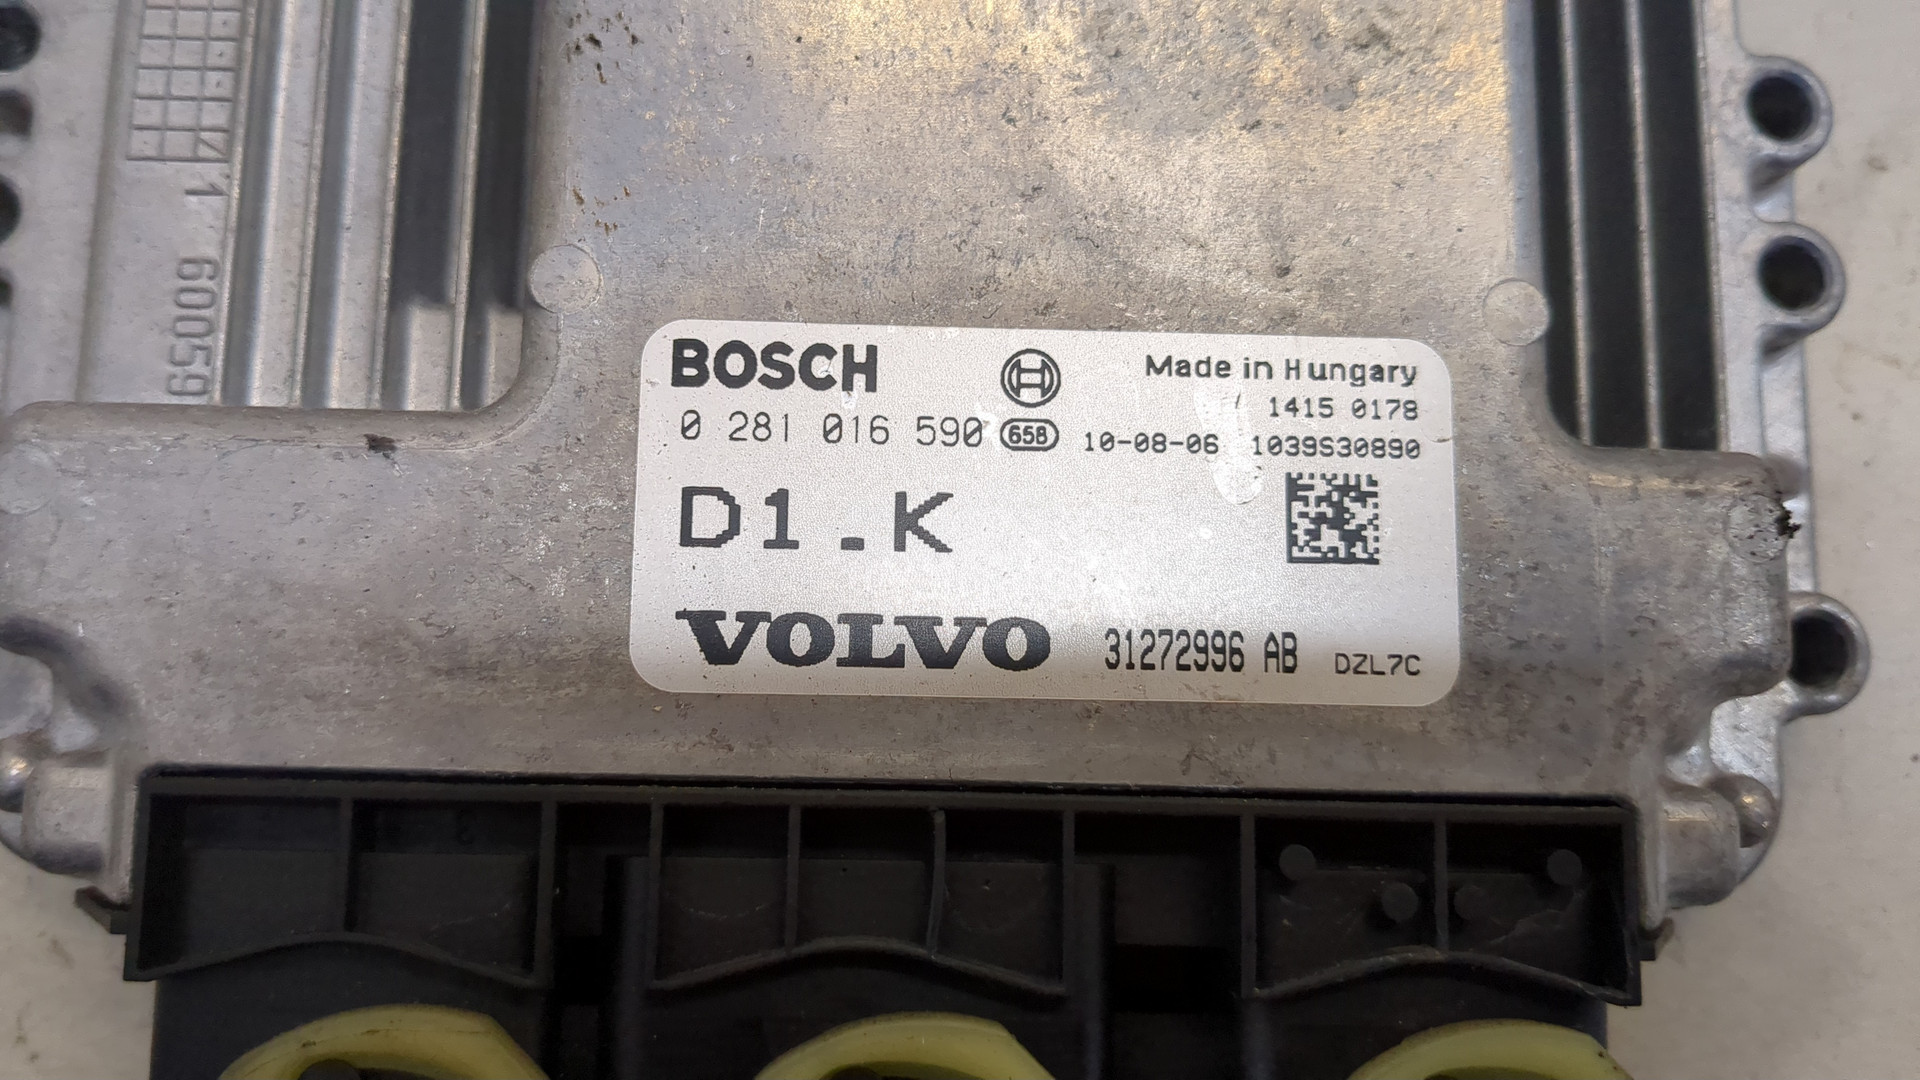 1 60059
BOSCH
Made in Hungary
1415 0178
0 281 016 590 658 10-08-06 1039S30890
D1.K
VOLVO 31272996 AB DZL7C